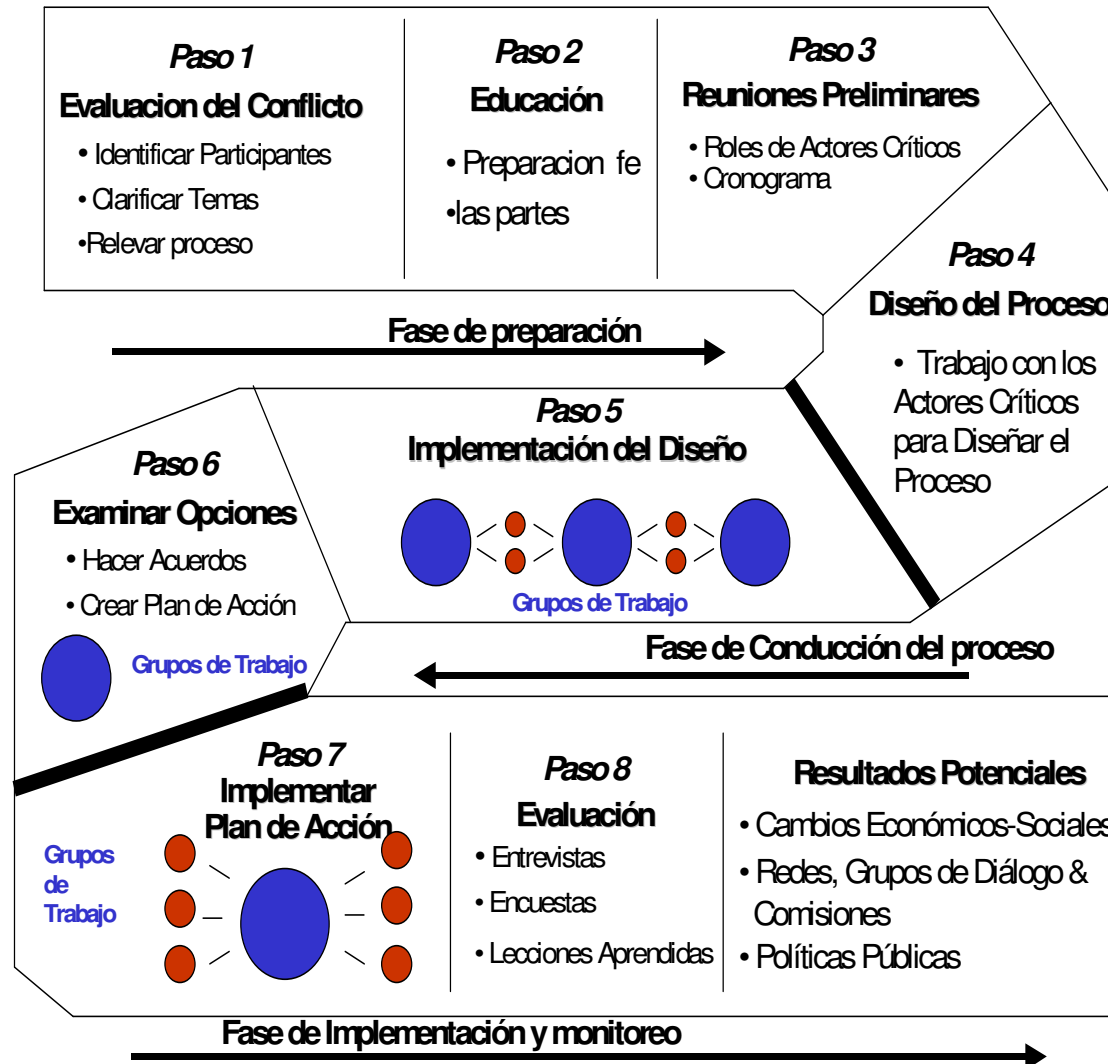 Paso 1
Evaluacion del Conflicto
• Identificar Participantes
• Clarificar Temas
•Relevar proceso
Paso 2
Educación
• Preparacion fe
•las partes
Paso 3
Reuniones Preliminares
• Roles de Actores Críticos
• Cronograma
Paso 4
Diseño del Proceso
• Trabajo con los
Actores Críticos
para Diseñar el
Proceso
Fase de preparación
Paso 5
Implementación del Diseño
Grupos de Trabajo
Paso 6
Examinar Opciones
• Hacer Acuerdos
• Crear Plan de Acción
Grupos de Trabajo
Fase de Conducción del proceso
Paso 7
Implementar
Plan de Acción
Grupos
de
Trabajo
Paso 8
Evaluación
• Entrevistas
• Encuestas
• Lecciones Aprendidas
Resultados Potenciales
• Cambios Económicos-Sociales
• Redes, Grupos de Diálogo &
Comisiones
• Políticas Públicas
Fase de Implementación y monitoreo